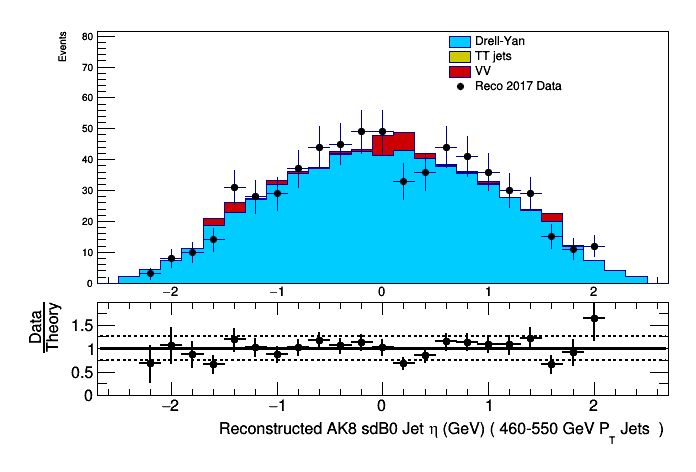 Events
80
70
60
50
40
30
20
10
0
Drell-Yan
TT jets
VV
Reco 2017 Data
−2 −1 0 1 2
Data
Theory
1.5
1
0.5
0
−2 −1 0 1 2
Reconstructed AK8 sdB0 Jet η (GeV) ( 460-550 GeV P_T Jets )